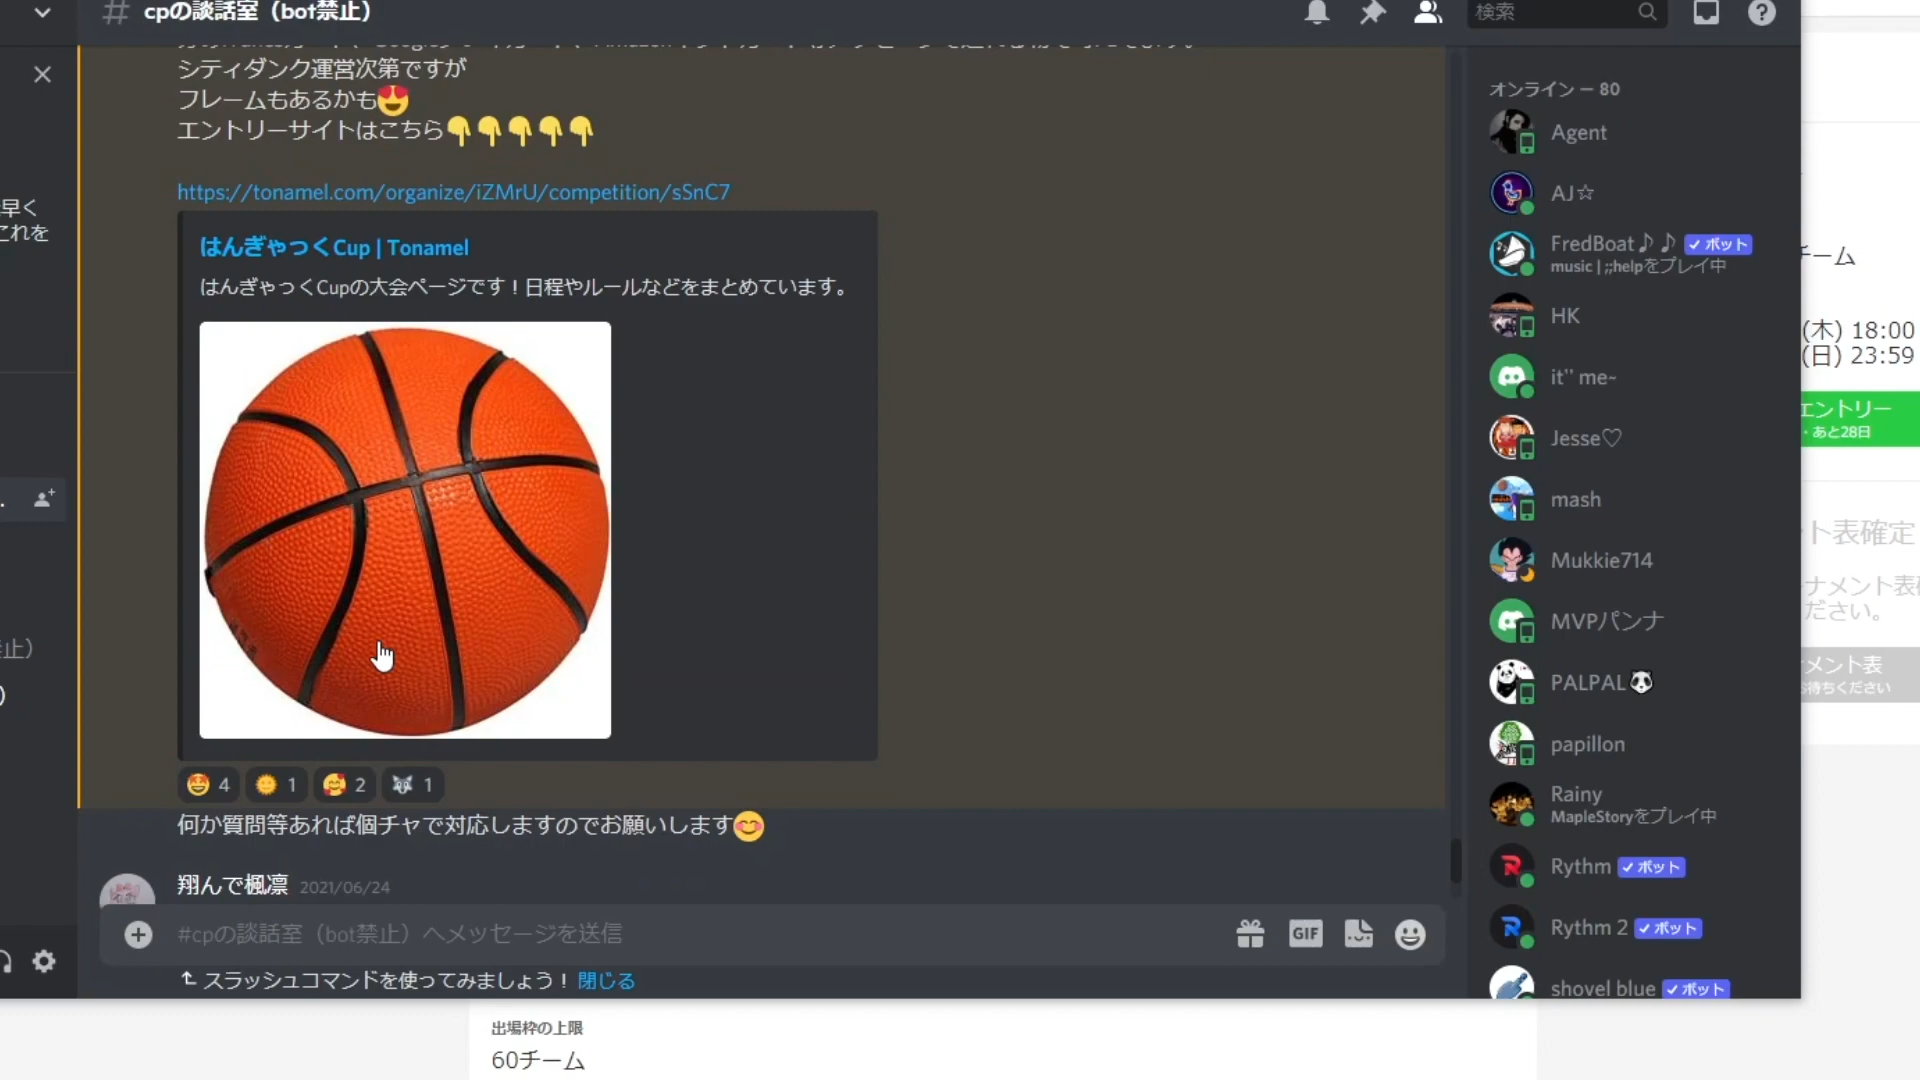 cpの談話室（bot禁止）
検索
シティダンク運営次第ですが
フレームもあるかも😍
エントリーサイトはこちら👇👇👇👇👇
https://tonamel.com/organize/iZMrU/competition/sSnC7
はんぎゃっくCup | Tonamel
はんぎゃっくCupの大会ページです！日程やルールなどをまとめています。
4 1 2 1
何か質問等あれば個チャで対応しますのでお願いします😊
翔んで楓凛 2021/06/24
#cpの談話室（bot禁止）へメッセージを送信
GIF
スラッシュコマンドを使ってみましょう！ 閉じる
早く
これを
禁止）
）
オンライン ー 80
Agent
AJ☆
FredBoat♪♪ ✓ボット
music | ;;helpをプレイ中
HK
it'' me~
Jesse♡
mash
Mukkie714
MVPパンナ
PALPAL🐼
papillon
Rainy
MapleStoryをプレイ中
Rythm ✓ボット
Rythm 2 ✓ボット
shovel blue ✓ボット
チーム
(木) 18:00
(日) 23:59
エントリー
・あと28日
ト表確定
ナメント表
ださい。
メント表
お待ちください
出場枠の上限
60チーム